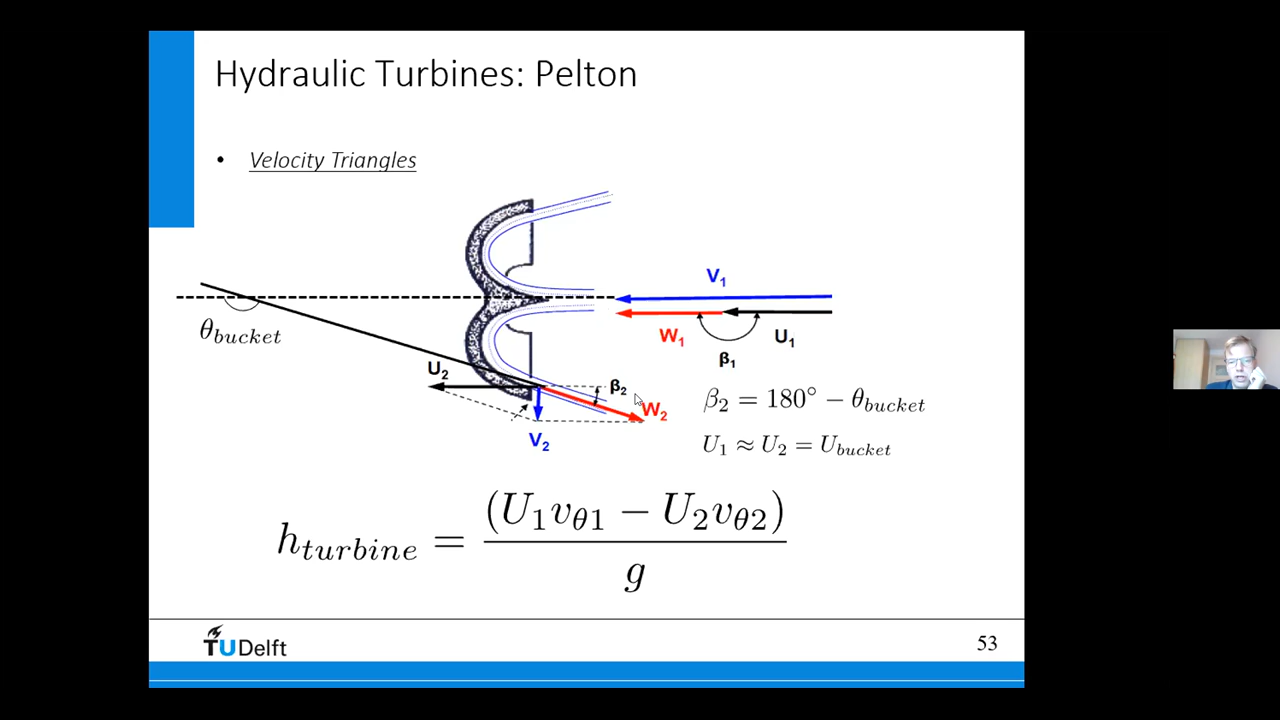 Hydraulic Turbines: Pelton
• Velocity Triangles
V₁
θ_bucket
W₁
U₁
β₁
U₂
β₂
W₂
β₂ = 180° − θ_bucket
V₂
U₁ ≈ U₂ = U_bucket
h_turbine = (U₁v_θ1 − U₂v_θ2) / g
TUDelft
53